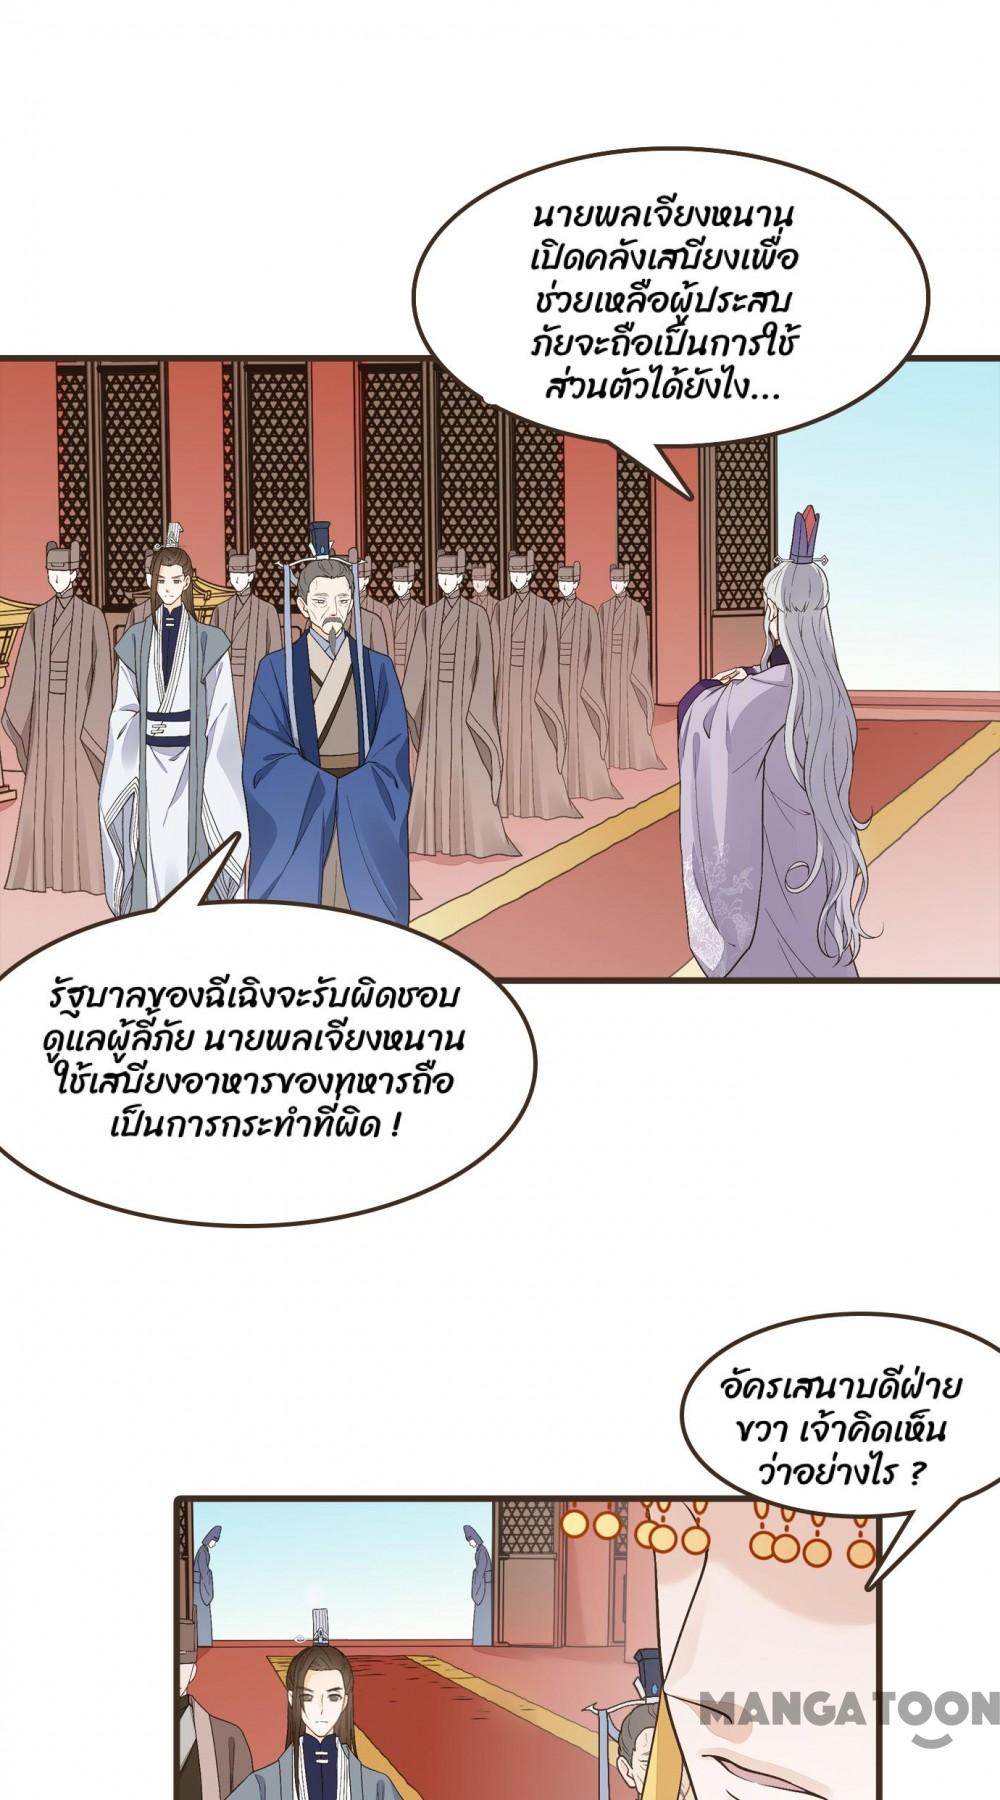 นายพลเจียงหนาน
เปิดคลังเสบียงเพื่อ
ช่วยเหลือผู้ประสบ
ภัยจะถือเป็นการใช้
ส่วนตัวได้ยังไง...
รัฐบาลของฉีเฉิงจะรับผิดชอบ
ดูแลผู้ลี้ภัย นายพลเจียงหนาน
ใช้เสบียงอาหารของทหารถือ
เป็นการกระทำที่ผิด !
อัครเสนาบดีฝ่าย
ขวา เจ้าคิดเห็น
ว่าอย่างไร ?
MANGATOON